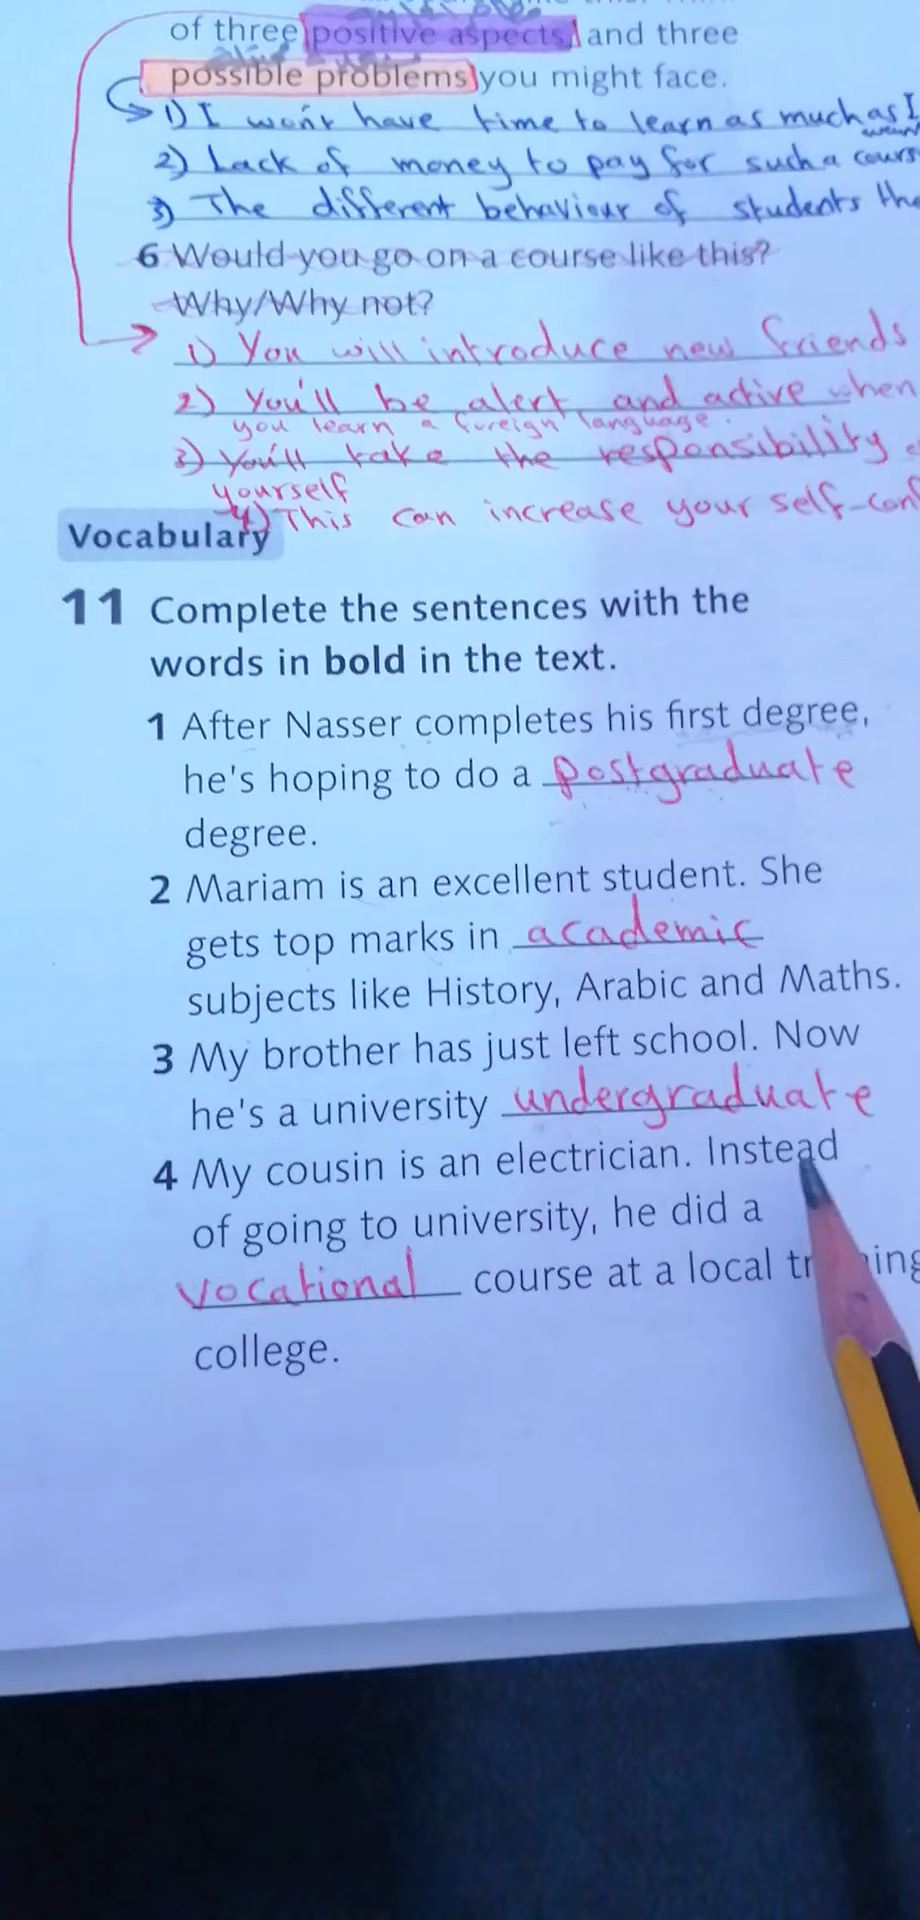 of three positive aspects, and three
possible problems you might face.
1) I won't have time to learn as much as I
2) Lack of money to pay for such a cours
3) The different behaviour of students the
6 Would you go on a course like this?
Why/Why not?
1) You will introduce new friends
2) You'll be alert and active when
you learn a foreign language.
3) You'll take the responsibility
yourself
4) This can increase your self-conf
Vocabulary
11 Complete the sentences with the
words in bold in the text.
1 After Nasser completes his first degree,
he's hoping to do a postgraduate
degree.
2 Mariam is an excellent student. She
gets top marks in academic
subjects like History, Arabic and Maths.
3 My brother has just left school. Now
he's a university undergraduate
4 My cousin is an electrician. Instead
of going to university, he did a
vocational course at a local tr ing
college.